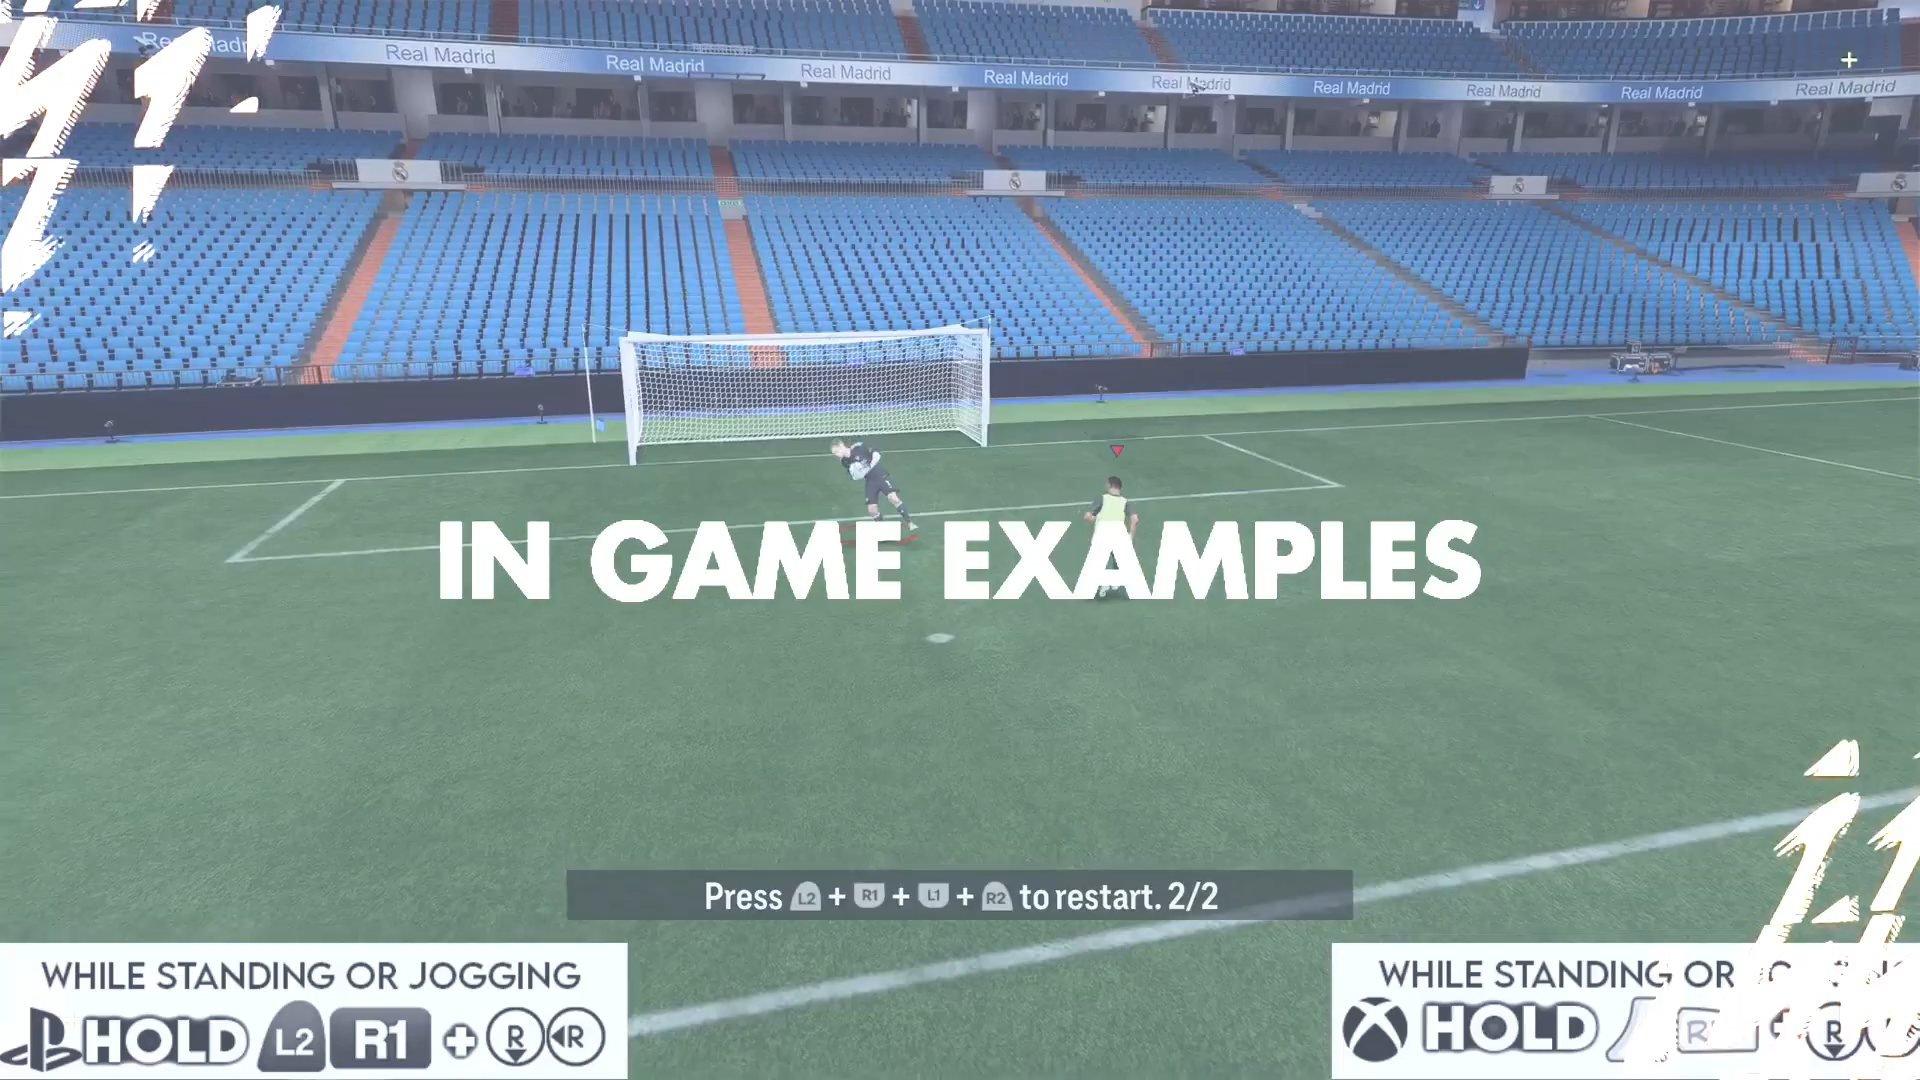 Real Madrid
Real Madrid
Real Madrid
Real Madrid
Real Madrid
Real Madrid
Real Madrid
Real Madrid
Real Madrid
Real Madrid
IN GAME EXAMPLES
Press L2 + R1 + L1 + R2 to restart. 2/2
WHILE STANDING OR JOGGING
HOLD L2 R1 + R R
WHILE STANDING OR
HOLD R + R